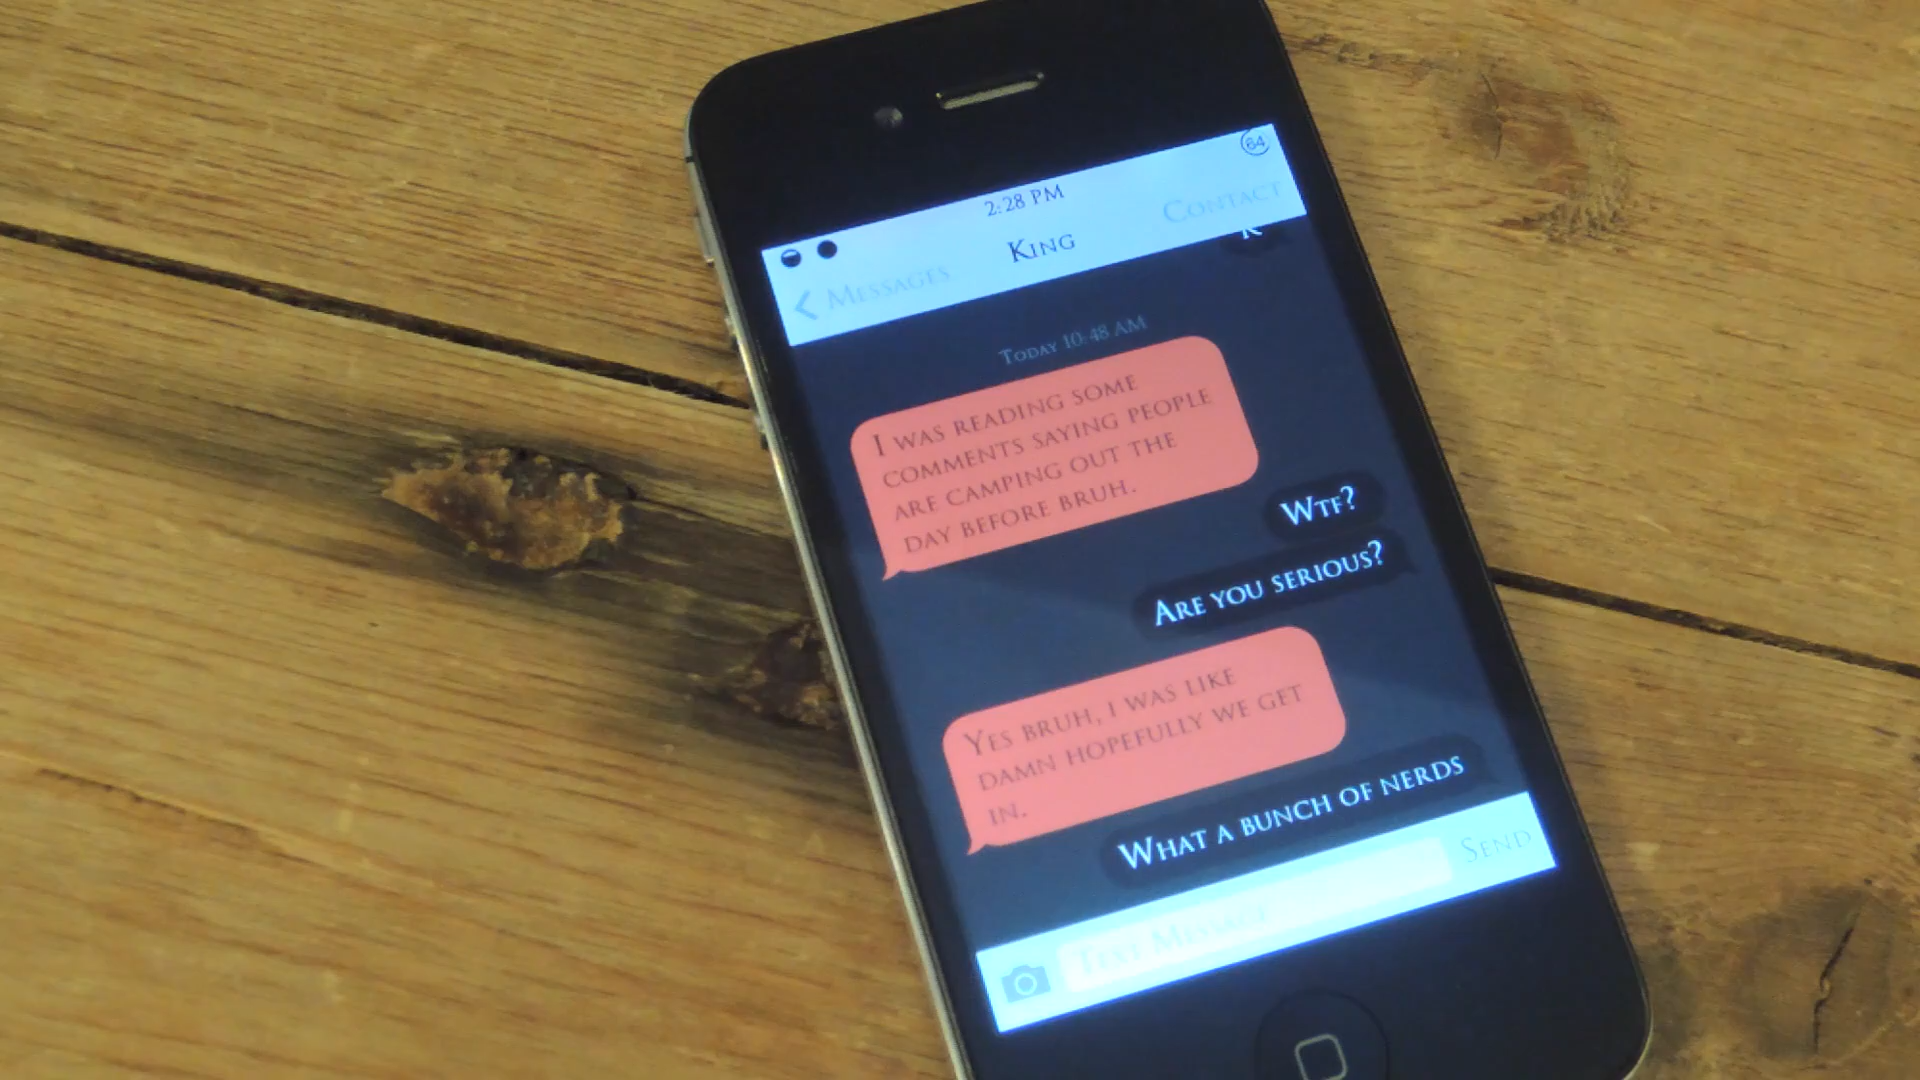 64
2:28 PM
Messages
King
Contact
Today 10:48 AM
I was reading some
comments saying people
are camping out the
day before bruh.
Wtf?
Are you serious?
Yes bruh, i was like
damn hopefully we get
in.
What a bunch of nerds
Text Message
Send